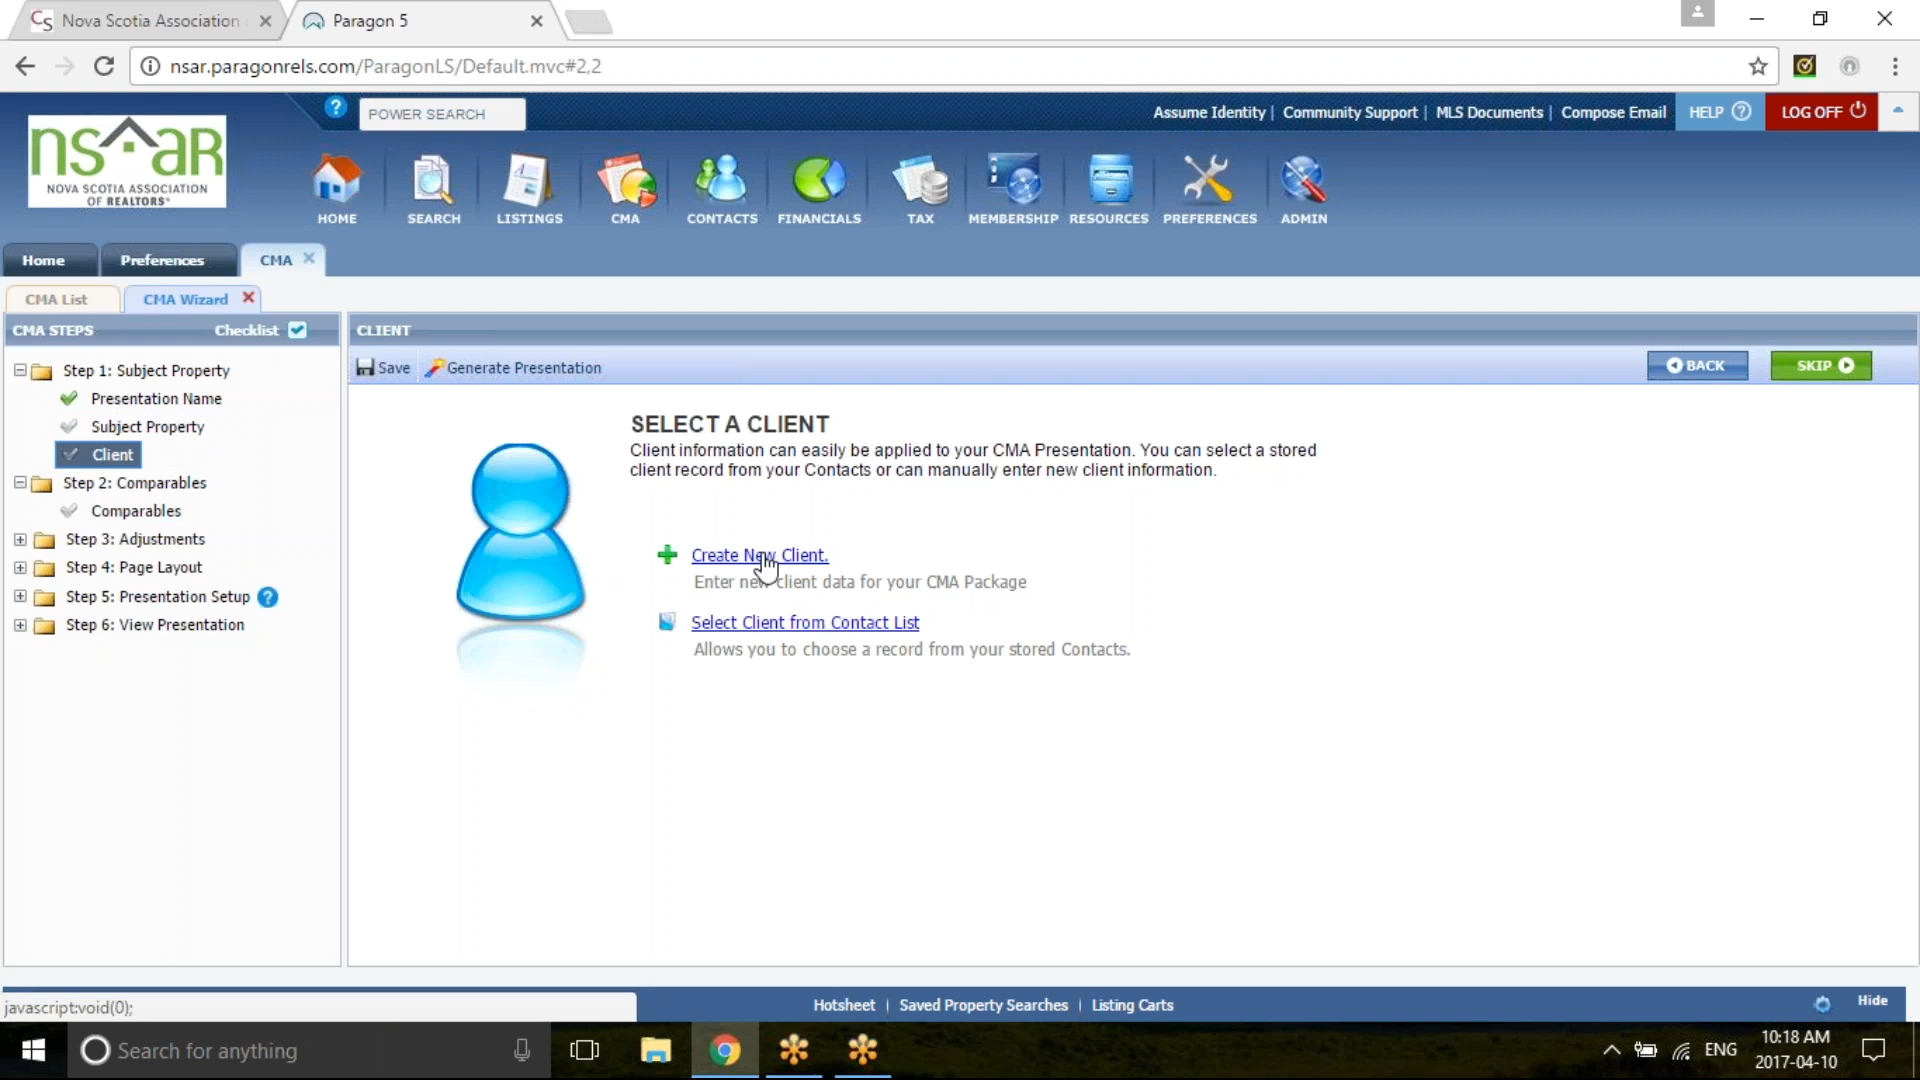 Nova Scotia Association
Paragon 5
nsar.paragonrels.com/ParagonLS/Default.mvc#2,2
POWER SEARCH
Assume Identity | Community Support | MLS Documents | Compose Email
HELP
LOG OFF
nsar
NOVA SCOTIA ASSOCIATION
OF REALTORS®
HOME
SEARCH
LISTINGS
CMA
CONTACTS
FINANCIALS
TAX
MEMBERSHIP
RESOURCES
PREFERENCES
ADMIN
Home
Preferences
CMA
CMA List
CMA Wizard
CMA STEPS
Checklist
Step 1: Subject Property
Presentation Name
Subject Property
Client
Step 2: Comparables
Comparables
Step 3: Adjustments
Step 4: Page Layout
Step 5: Presentation Setup
Step 6: View Presentation
CLIENT
Save
Generate Presentation
BACK
SKIP
SELECT A CLIENT
Client information can easily be applied to your CMA Presentation. You can select a stored
client record from your Contacts or can manually enter new client information.
Create New Client.
Enter new client data for your CMA Package
Select Client from Contact List
Allows you to choose a record from your stored Contacts.
javascript:void(0);
Hotsheet | Saved Property Searches | Listing Carts
Hide
Search for anything
ENG
10:18 AM
2017-04-10